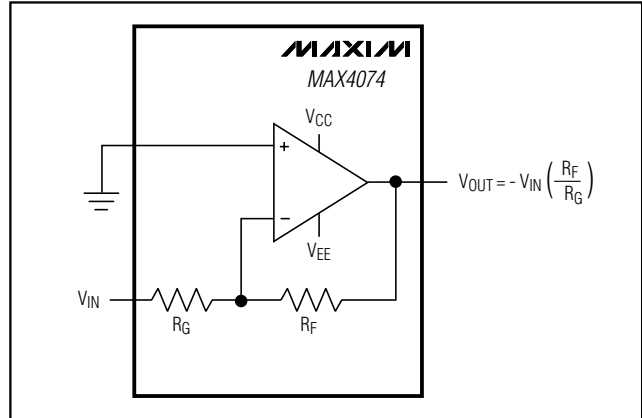 MAXIM
MAX4074
VCC
+
−
VEE
VOUT = - VIN (RF/RG)
VIN
RG
RF